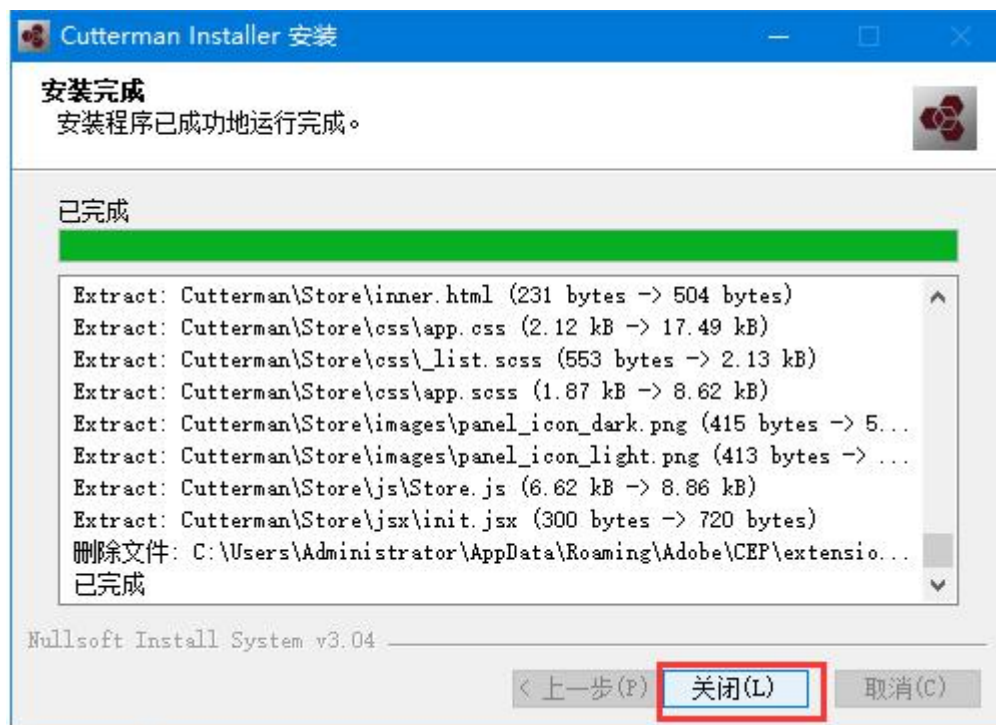 Cutterman Installer 安装
安装完成
安装程序已成功地运行完成。
已完成
Extract: Cutterman\Store\inner.html (231 bytes -> 504 bytes)
Extract: Cutterman\Store\css\app.css (2.12 kB -> 17.49 kB)
Extract: Cutterman\Store\css\_list.scss (553 bytes -> 2.13 kB)
Extract: Cutterman\Store\css\app.scss (1.87 kB -> 8.62 kB)
Extract: Cutterman\Store\images\panel_icon_dark.png (415 bytes -> 5...
Extract: Cutterman\Store\images\panel_icon_light.png (413 bytes -> ...
Extract: Cutterman\Store\js\Store.js (6.62 kB -> 8.86 kB)
Extract: Cutterman\Store\jsx\init.jsx (300 bytes -> 720 bytes)
删除文件: C:\Users\Administrator\AppData\Roaming\Adobe\CEP\extensio...
已完成
Nullsoft Install System v3.04
< 上一步(P) 关闭(L) 取消(C)